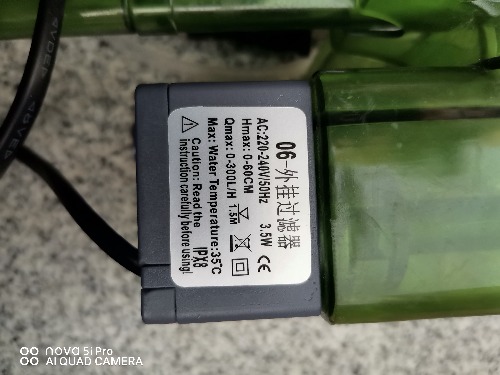 06-外挂过滤器
AC:220-240V/50Hz 3.5W CE
Hmax: 0-60CM
Qmax: 0-300L/H 1.5M
Max: Water Temperature:35℃
Caution: Read the IPX8
instruction carefully before using!
nova 5i Pro
AI QUAD CAMERA